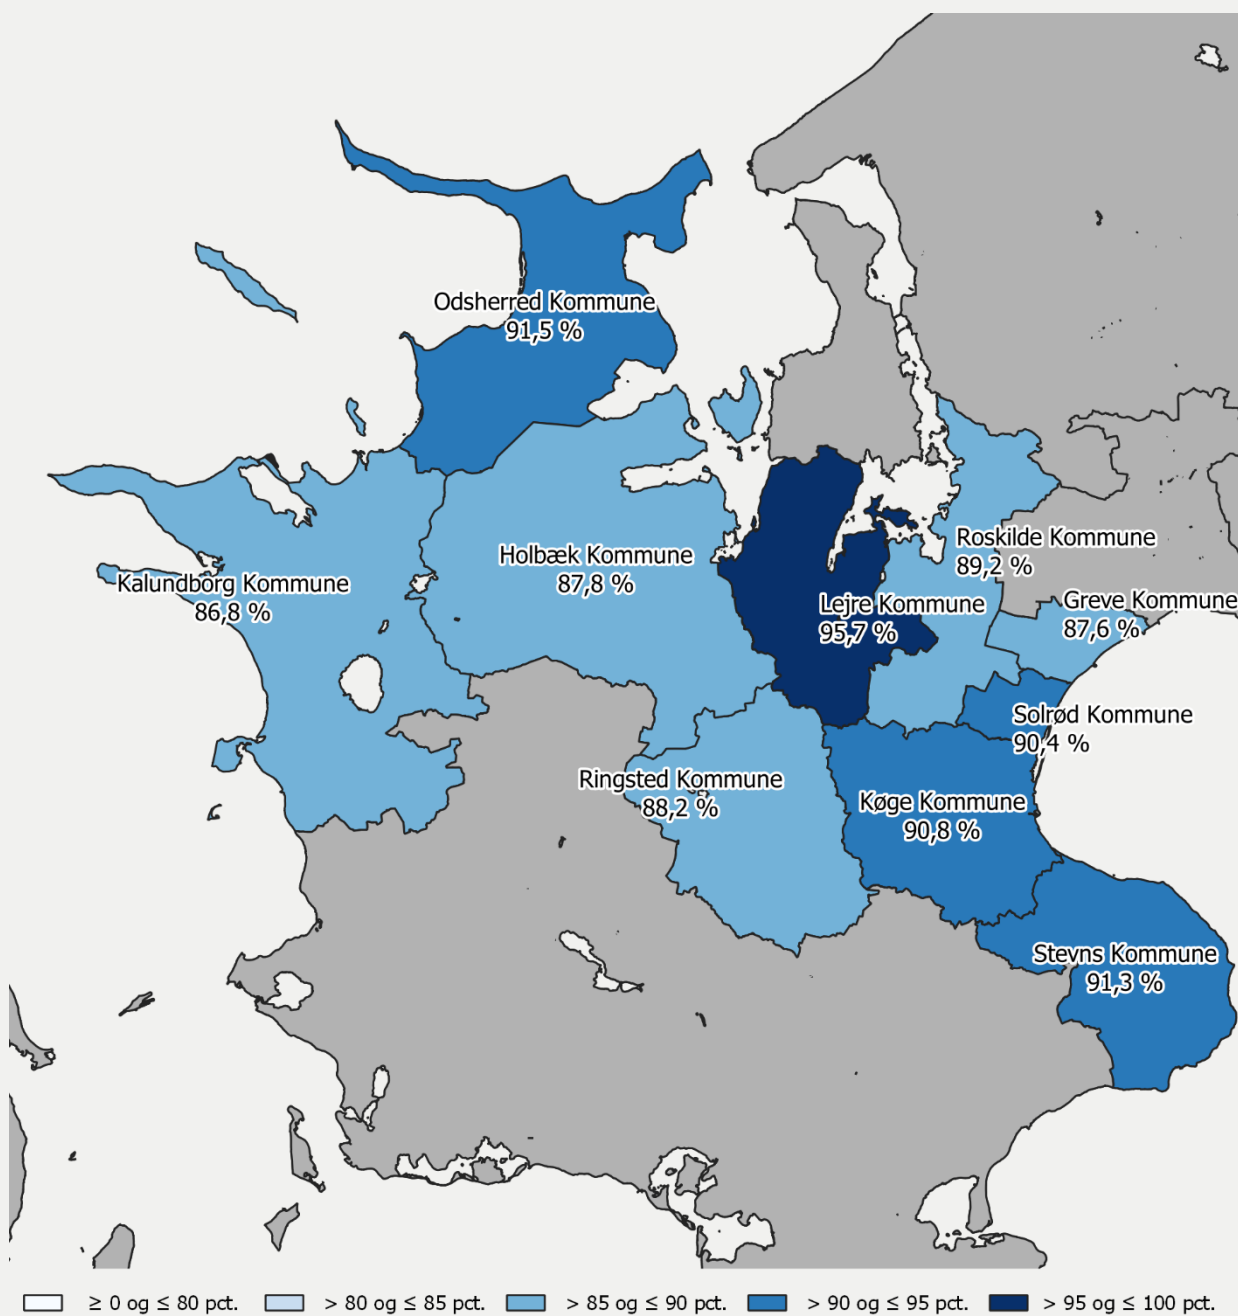 Odsherred Kommune
91,5 %
Roskilde Kommune
89,2 %
Holbæk Kommune
87,8 %
Kalundborg Kommune
86,8 %
Lejre Kommune
95,7 %
Greve Kommune
87,6 %
Solrød Kommune
90,4 %
Ringsted Kommune
88,2 %
Køge Kommune
90,8 %
Stevns Kommune
91,3 %
≥ 0 og ≤ 80 pct.
> 80 og ≤ 85 pct.
> 85 og ≤ 90 pct.
> 90 og ≤ 95 pct.
> 95 og ≤ 100 pct.